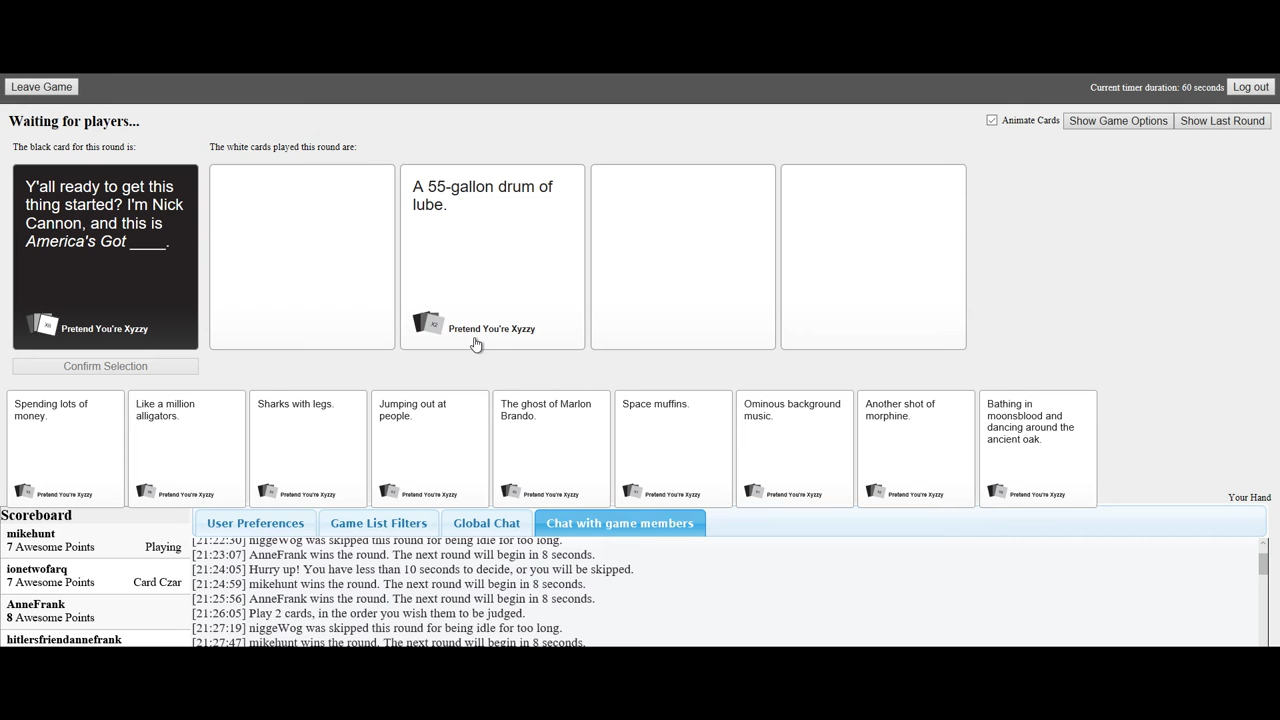 Leave Game
Current timer duration: 60 seconds
Log out
Waiting for players...
Animate Cards
Show Game Options
Show Last Round
The black card for this round is:
The white cards played this round are:
Y'all ready to get this
thing started? I'm Nick
Cannon, and this is
America's Got ____.
Pretend You're Xyzzy
A 55-gallon drum of
lube.
X2
Pretend You're Xyzzy
Confirm Selection
Spending lots of
money.
Pretend You're Xyzzy
Like a million
alligators.
Pretend You're Xyzzy
Sharks with legs.
Pretend You're Xyzzy
Jumping out at
people.
Pretend You're Xyzzy
The ghost of Marlon
Brando.
Pretend You're Xyzzy
Space muffins.
Pretend You're Xyzzy
Ominous background
music.
Pretend You're Xyzzy
Another shot of
morphine.
Pretend You're Xyzzy
Bathing in
moonsblood and
dancing around the
ancient oak.
Pretend You're Xyzzy
Your Hand
Scoreboard
mikehunt
7 Awesome Points Playing
ionetwofarq
7 Awesome Points Card Czar
AnneFrank
8 Awesome Points
hitlersfriendannefrank
User Preferences
Game List Filters
Global Chat
Chat with game members
[21:22:30] niggeWog was skipped this round for being idle for too long.
[21:23:07] AnneFrank wins the round. The next round will begin in 8 seconds.
[21:24:05] Hurry up! You have less than 10 seconds to decide, or you will be skipped.
[21:24:59] mikehunt wins the round. The next round will begin in 8 seconds.
[21:25:56] AnneFrank wins the round. The next round will begin in 8 seconds.
[21:26:05] Play 2 cards, in the order you wish them to be judged.
[21:27:19] niggeWog was skipped this round for being idle for too long.
[21:27:47] mikehunt wins the round. The next round will begin in 8 seconds.